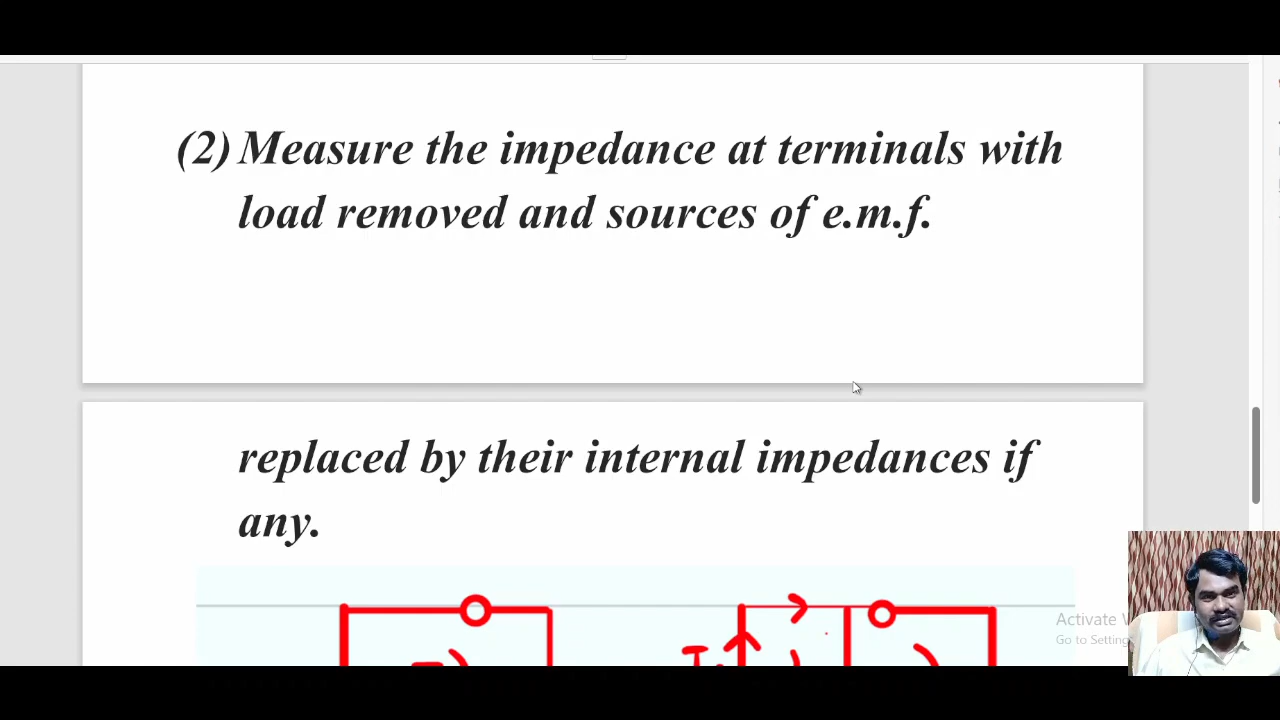 (2) Measure the impedance at terminals with
load removed and sources of e.m.f.
replaced by their internal impedances if
any.
Activate
Go to Setting